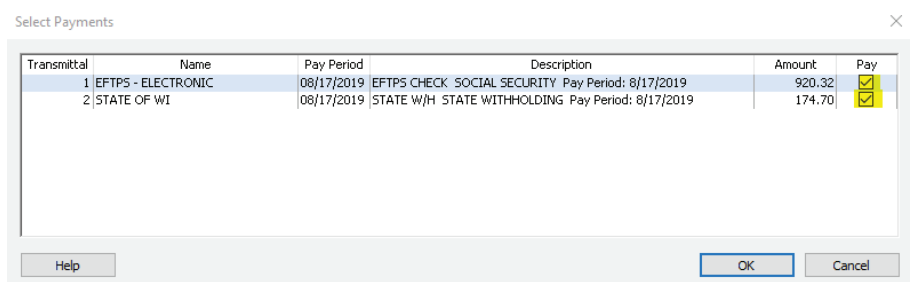 Select Payments
Transmittal Name Pay Period Description Amount Pay
1 EFTPS - ELECTRONIC 08/17/2019 EFTPS CHECK SOCIAL SECURITY Pay Period: 8/17/2019 920.32
2 STATE OF WI 08/17/2019 STATE W/H STATE WITHHOLDING Pay Period: 8/17/2019 174.70
Help OK Cancel